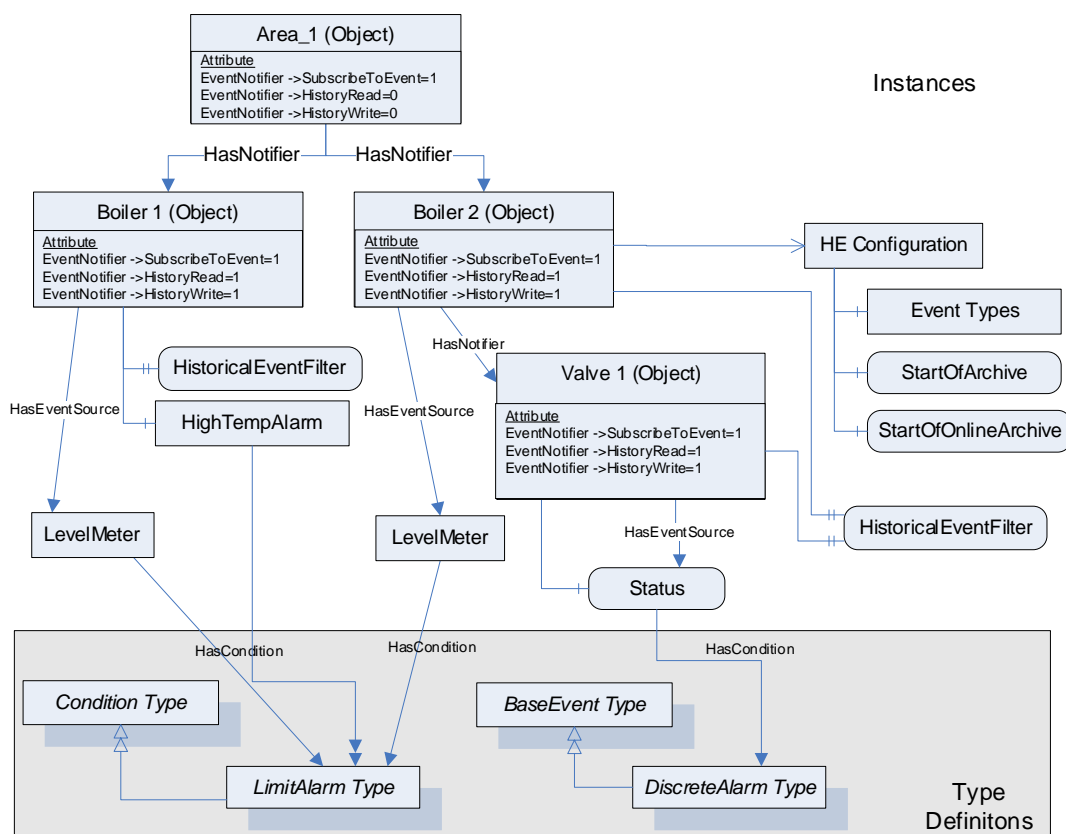 Area_1 (Object)
Attribute
EventNotifier ->SubscribeToEvent=1
EventNotifier ->HistoryRead=0
EventNotifier ->HistoryWrite=0
Instances
HasNotifier
HasNotifier
Boiler 1 (Object)
Attribute
EventNotifier ->SubscribeToEvent=1
EventNotifier ->HistoryRead=1
EventNotifier ->HistoryWrite=1
Boiler 2 (Object)
Attribute
EventNotifier ->SubscribeToEvent=1
EventNotifier ->HistoryRead=1
EventNotifier ->HistoryWrite=1
HE Configuration
Event Types
StartOfArchive
StartOfOnlineArchive
HasNotifier
HistoricalEventFilter
HasEventSource
HighTempAlarm
HasEventSource
Valve 1 (Object)
Attribute
EventNotifier ->SubscribeToEvent=1
EventNotifier ->HistoryRead=1
EventNotifier ->HistoryWrite=1
LevelMeter
LevelMeter
HasEventSource
HistoricalEventFilter
Status
HasCondition
HasCondition
HasCondition
Condition Type
BaseEvent Type
LimitAlarm Type
DiscreteAlarm Type
Type
Definitons